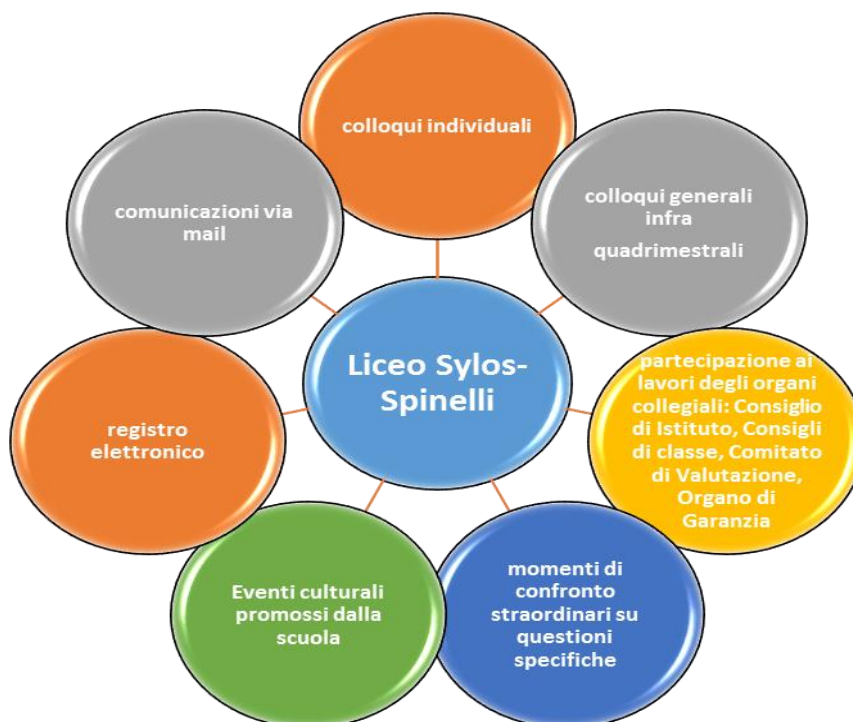 colloqui individuali
colloqui generali
infra
quadrimestrali
partecipazione ai
lavori degli organi
collegiali: Consiglio
di Istituto, Consigli
di classe, Comitato
di Valutazione,
Organo di
Garanzia
momenti di
confronto
straordinari su
questioni
specifiche
Eventi culturali
promossi dalla
scuola
registro
elettronico
comunicazioni via
mail
Liceo Sylos-
Spinelli